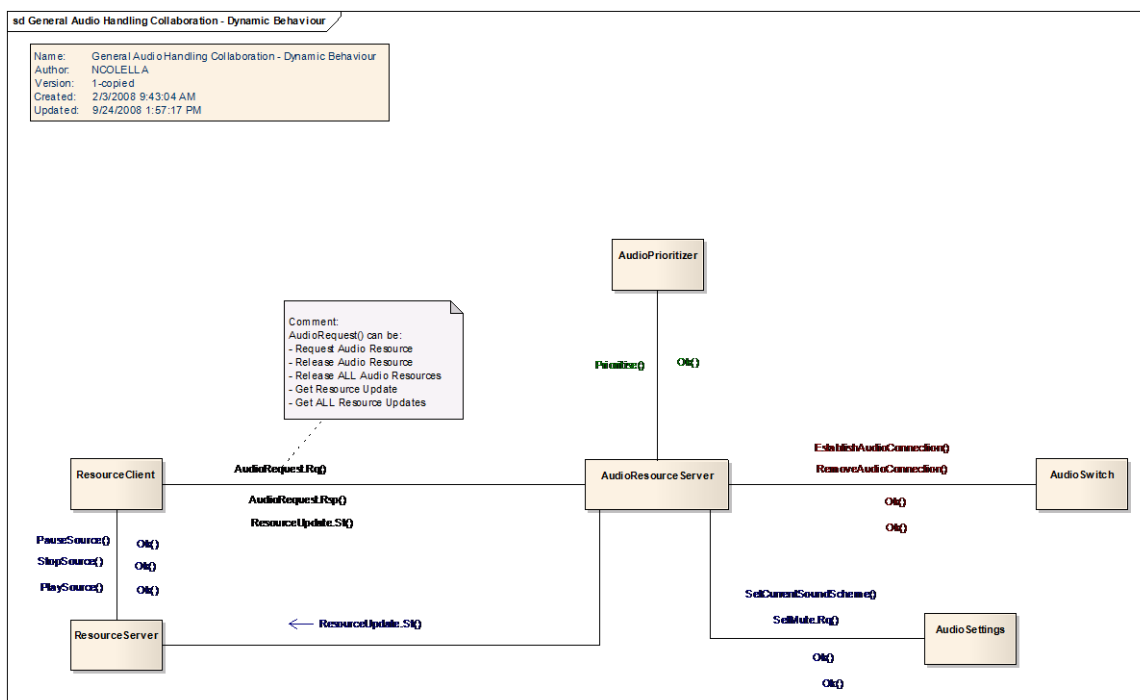 sd General Audio Handling Collaboration - Dynamic Behaviour
Name: General Audio Handling Collaboration - Dynamic Behaviour
Author: NCOLELLA
Version: 1-copied
Created: 2/3/2008 9:43:04 AM
Updated: 9/24/2008 1:57:17 PM
AudioPrioritizer
Comment:
AudioRequest() can be:
- Request Audio Resource
- Release Audio Resource
- Release ALL Audio Resources
- Get Resource Update
- Get ALL Resource Updates
Prioritise()
Ok()
EstablishAudioConnection()
RemoveAudioConnection()
ResourceClient
AudioRequest.Rq()
AudioResourceServer
AudioSwitch
AudioRequest.Rsp()
ResourceUpdate.SI()
Ok()
Ok()
PauseSource()
Ok()
StopSource()
Ok()
PlaySource()
Ok()
SetCurrentSoundScheme()
SetMute.Rq()
ResourceServer
ResourceUpdate.SI()
AudioSettings
Ok()
Ok()